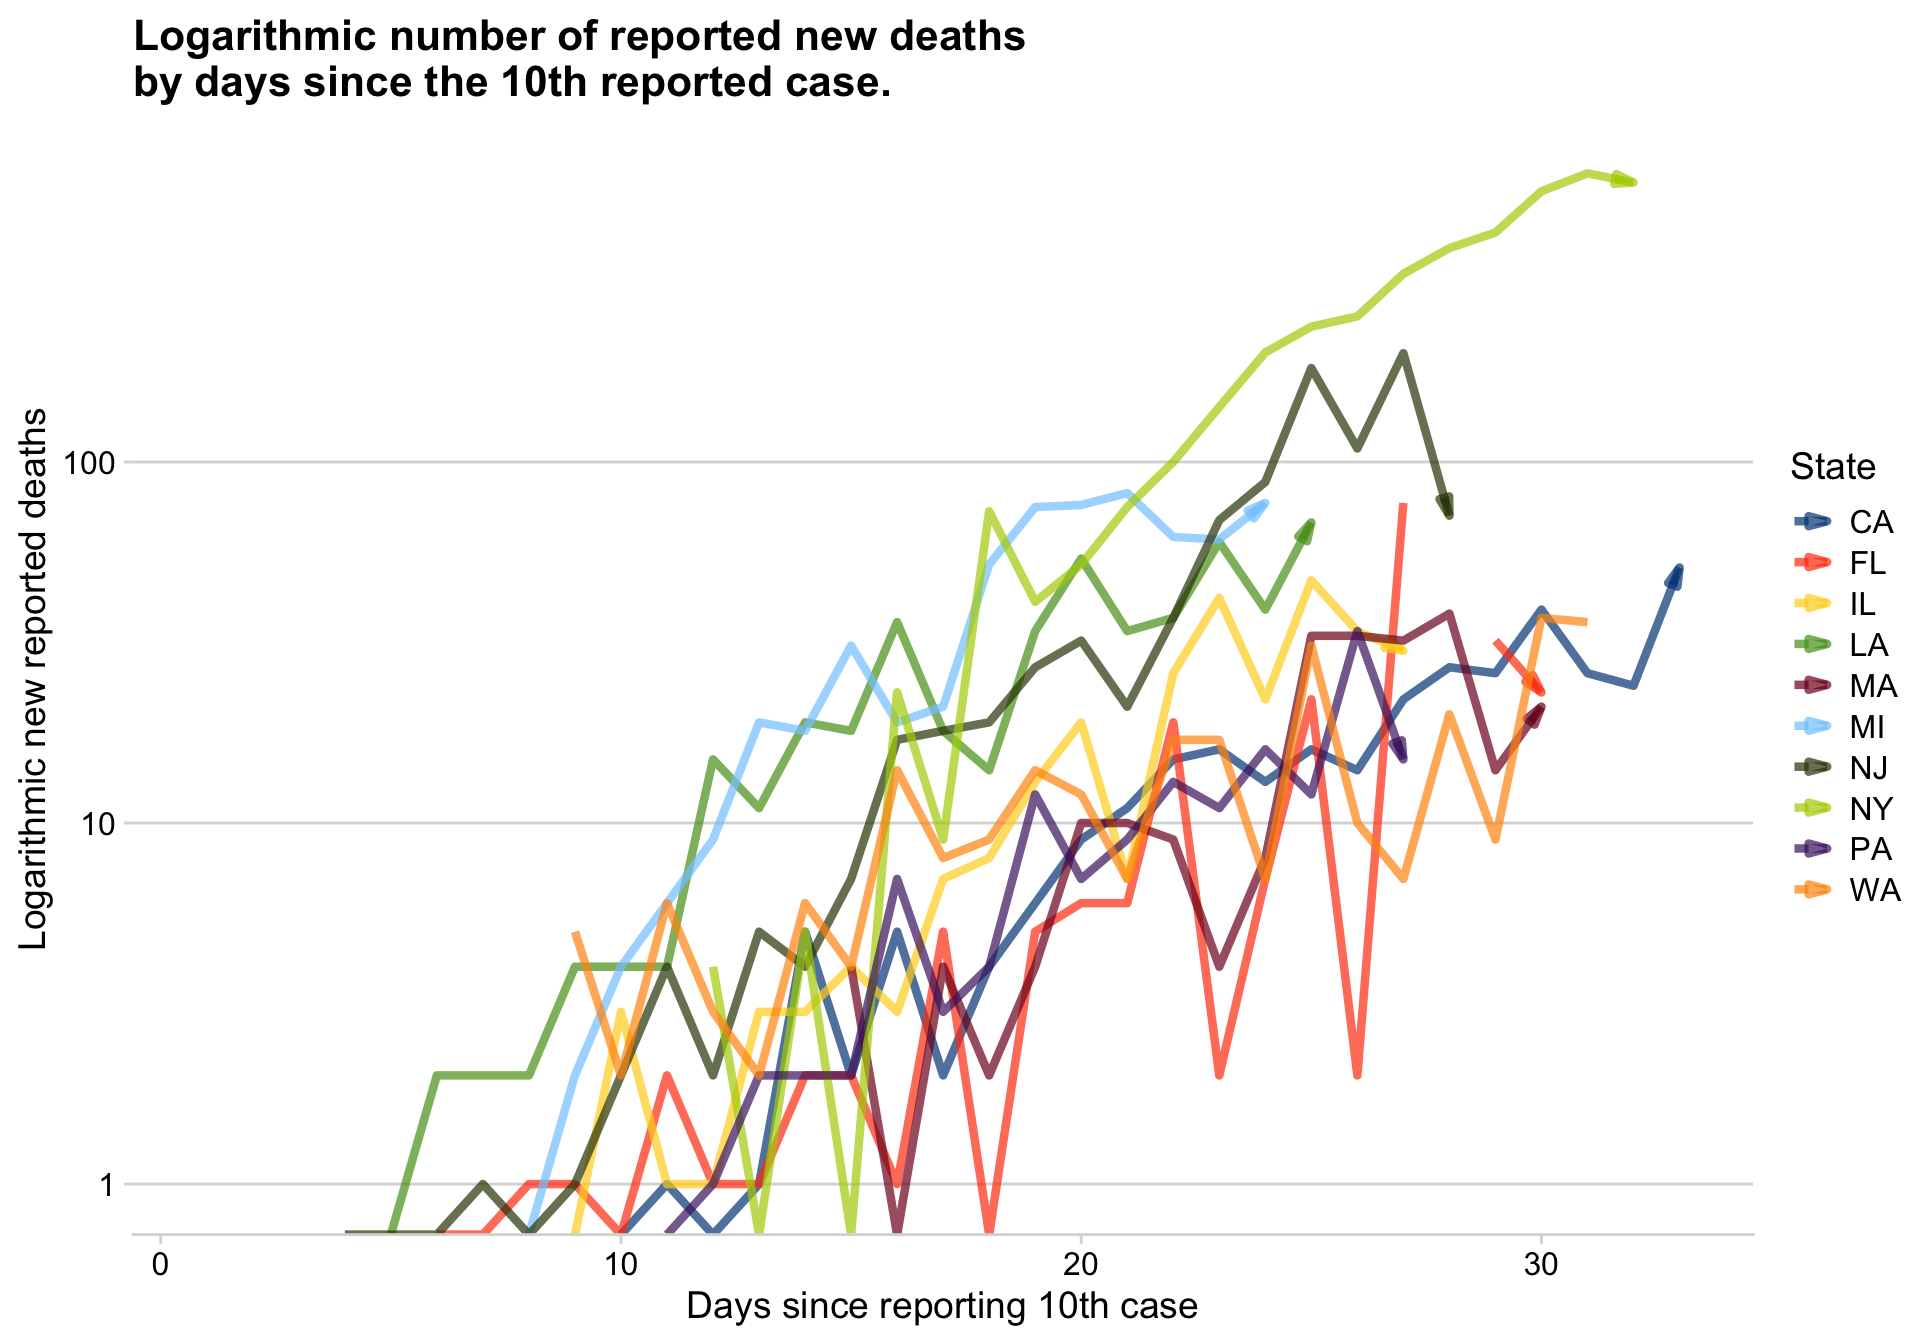 Logarithmic number of reported new deaths
by days since the 10th reported case.
Logarithmic new reported deaths
100
10
1
0
10
20
30
Days since reporting 10th case
State
CA
FL
IL
LA
MA
MI
NJ
NY
PA
WA